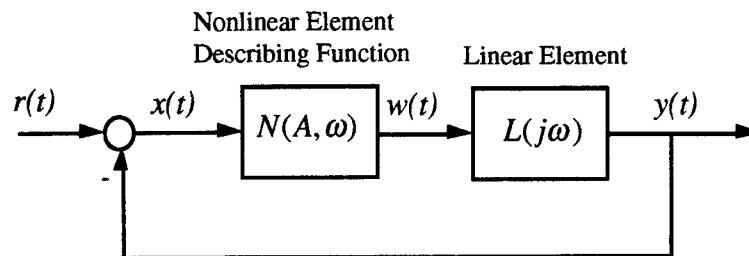 Nonlinear Element
Describing Function
Linear Element
r(t)
x(t)
N(A, ω)
w(t)
L(jω)
y(t)
-